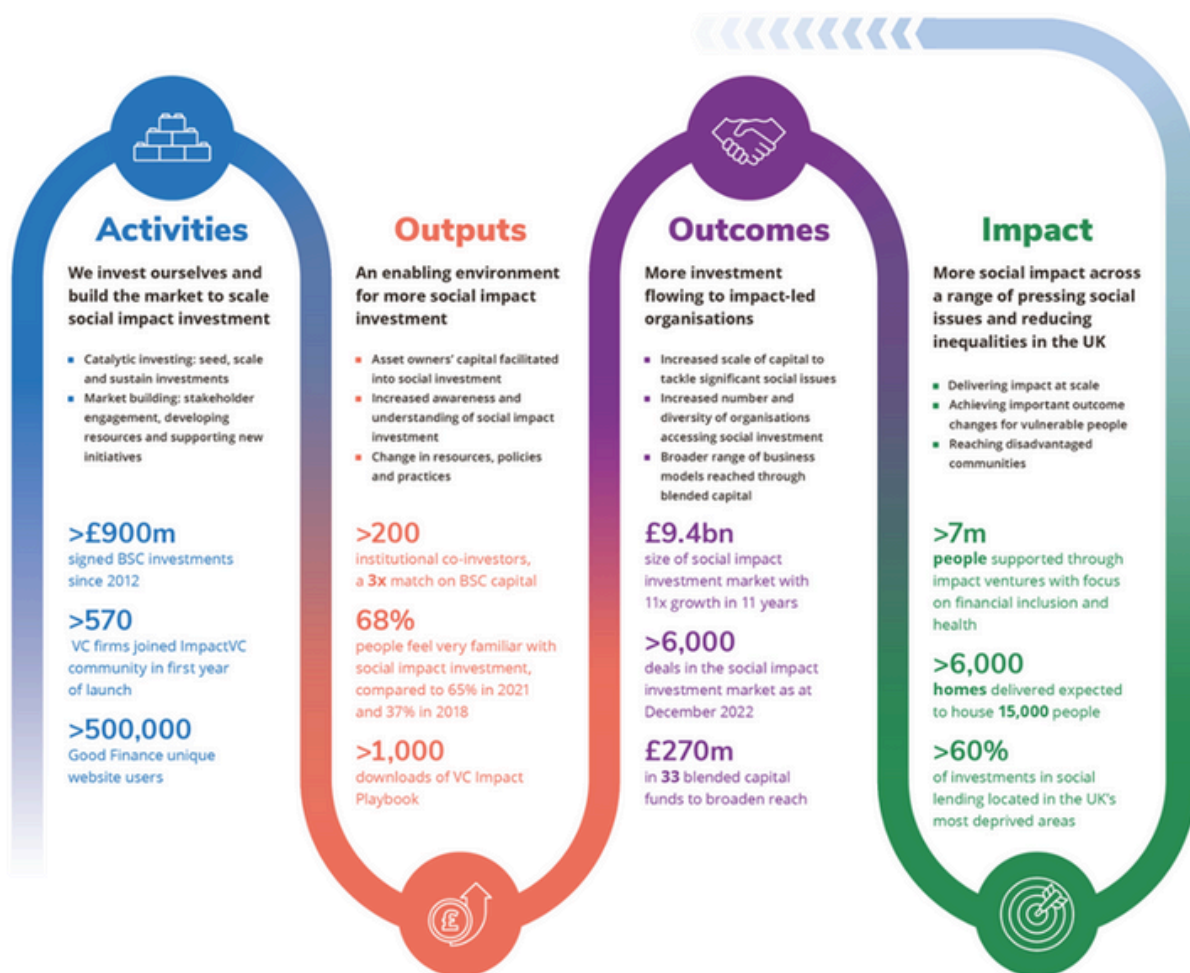 Activities
We invest ourselves and
build the market to scale
social impact investment
Catalytic investing: seed, scale
and sustain investments
Market building: stakeholder
engagement, developing
resources and supporting new
initiatives
>£900m
signed BSC investments
since 2012
>570
VC firms joined ImpactVC
community in first year
of launch
>500,000
Good Finance unique
website users
Outputs
An enabling environment
for more social impact
investment
Asset owners' capital facilitated
into social investment
Increased awareness and
understanding of social impact
investment
Change in resources, policies
and practices
>200
institutional co-investors,
a 3x match on BSC capital
68%
people feel very familiar with
social impact investment,
compared to 65% in 2021
and 37% in 2018
>1,000
downloads of VC Impact
Playbook
£
Outcomes
More investment
flowing to impact-led
organisations
Increased scale of capital to
tackle significant social issues
Increased number and
diversity of organisations
accessing social investment
Broader range of business
models reached through
blended capital
£9.4bn
size of social impact
investment market with
11x growth in 11 years
>6,000
deals in the social impact
investment market as at
December 2022
£270m
in 33 blended capital
funds to broaden reach
Impact
More social impact across
a range of pressing social
issues and reducing
inequalities in the UK
Delivering impact at scale
Achieving important outcome
changes for vulnerable people
Reaching disadvantaged
communities
>7m
people supported through
impact ventures with focus
on financial inclusion and
health
>6,000
homes delivered expected
to house 15,000 people
>60%
of investments in social
lending located in the UK's
most deprived areas